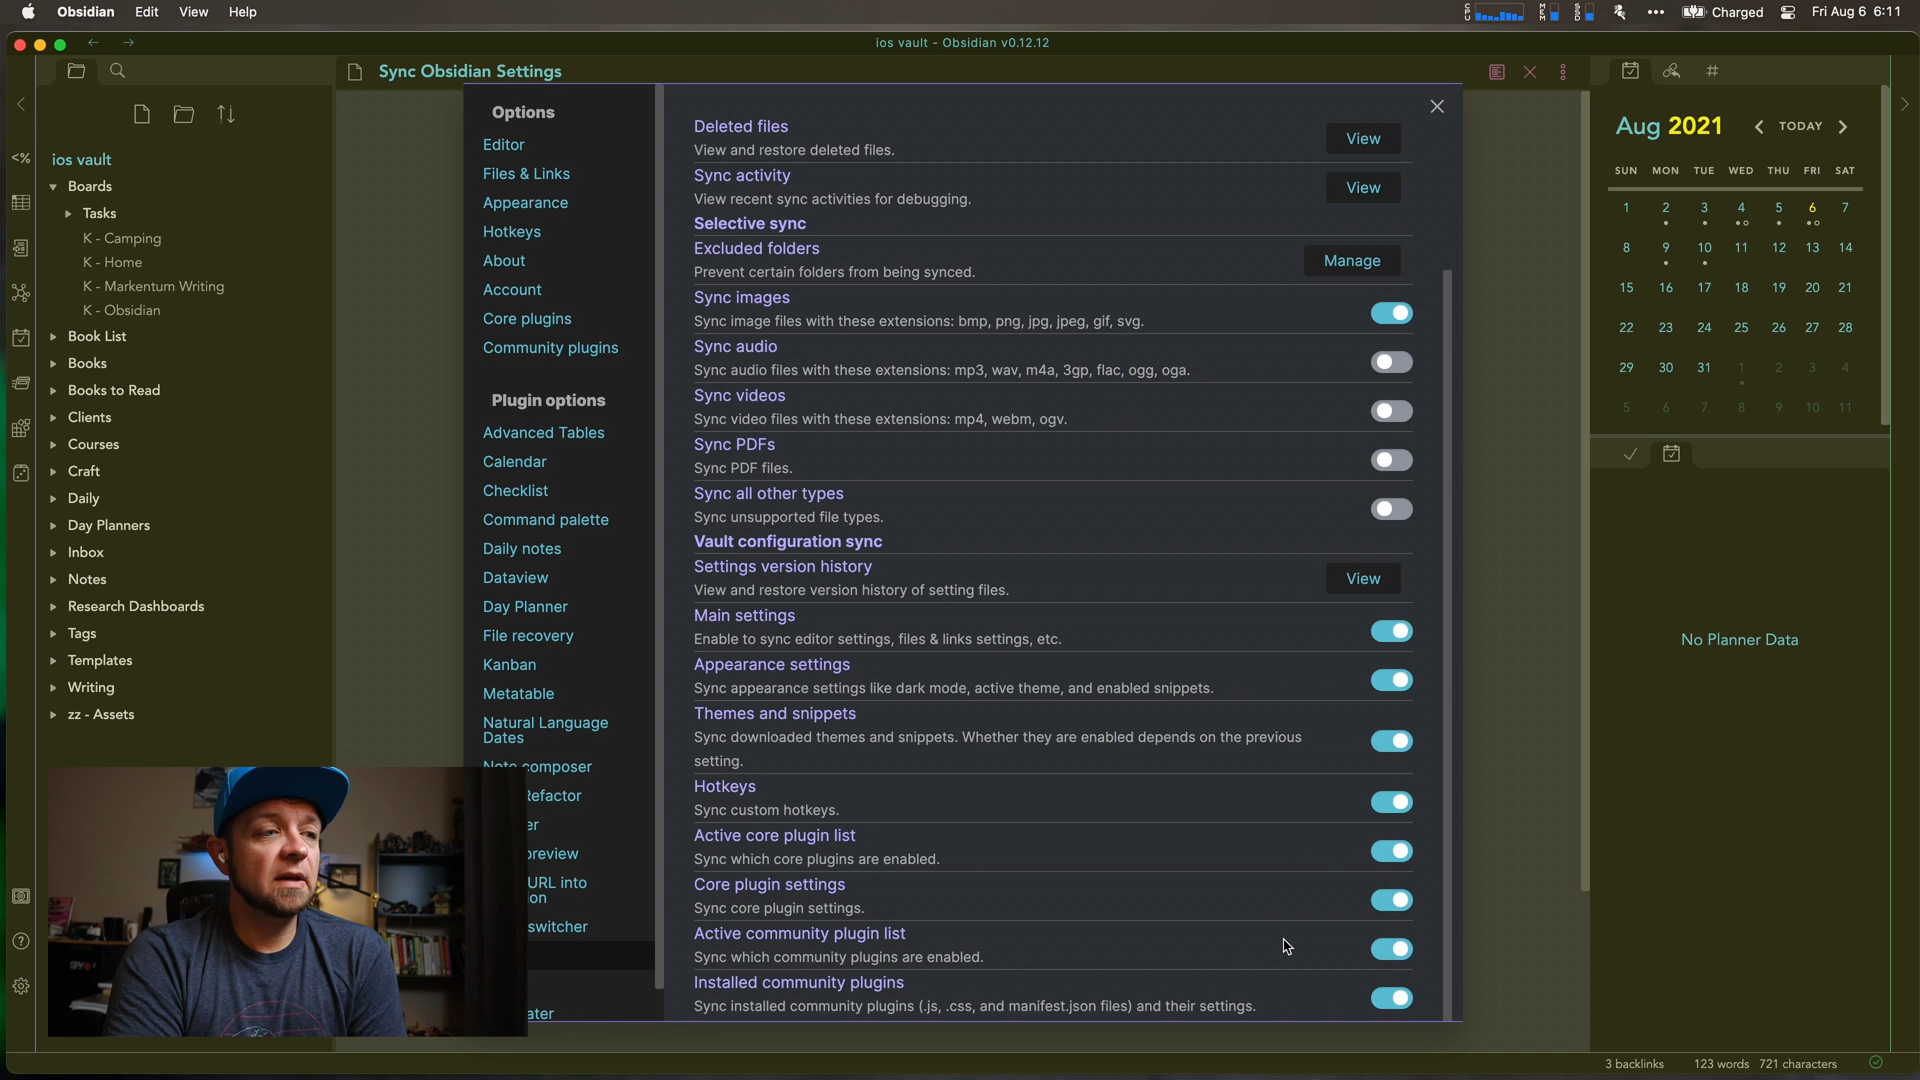 Obsidian Edit View Help
Charged Fri Aug 6 6:11
ios vault - Obsidian v0.12.12
Sync Obsidian Settings
ios vault
Boards
Tasks
K - Camping
K - Home
K - Markentum Writing
K - Obsidian
Book List
Books
Books to Read
Clients
Courses
Craft
Daily
Day Planners
Inbox
Notes
Research Dashboards
Tags
Templates
Writing
zz - Assets
Options
Editor
Files & Links
Appearance
Hotkeys
About
Account
Core plugins
Community plugins
Plugin options
Advanced Tables
Calendar
Checklist
Command palette
Daily notes
Dataview
Day Planner
File recovery
Kanban
Metatable
Natural Language
Dates
Note composer
Refactor
er
preview
URL into
ion
switcher
ater
Deleted files
View and restore deleted files.
View
Sync activity
View recent sync activities for debugging.
View
Selective sync
Excluded folders
Prevent certain folders from being synced.
Manage
Sync images
Sync image files with these extensions: bmp, png, jpg, jpeg, gif, svg.
Sync audio
Sync audio files with these extensions: mp3, wav, m4a, 3gp, flac, ogg, oga.
Sync videos
Sync video files with these extensions: mp4, webm, ogv.
Sync PDFs
Sync PDF files.
Sync all other types
Sync unsupported file types.
Vault configuration sync
Settings version history
View and restore version history of setting files.
View
Main settings
Enable to sync editor settings, files & links settings, etc.
Appearance settings
Sync appearance settings like dark mode, active theme, and enabled snippets.
Themes and snippets
Sync downloaded themes and snippets. Whether they are enabled depends on the previous
setting.
Hotkeys
Sync custom hotkeys.
Active core plugin list
Sync which core plugins are enabled.
Core plugin settings
Sync core plugin settings.
Active community plugin list
Sync which community plugins are enabled.
Installed community plugins
Sync installed community plugins (.js, .css, and manifest.json files) and their settings.
Aug 2021 TODAY
SUN MON TUE WED THU FRI SAT
1 2 3 4 5 6 7
8 9 10 11 12 13 14
15 16 17 18 19 20 21
22 23 24 25 26 27 28
29 30 31 1 2 3 4
5 6 7 8 9 10 11
No Planner Data
3 backlinks 123 words 721 characters